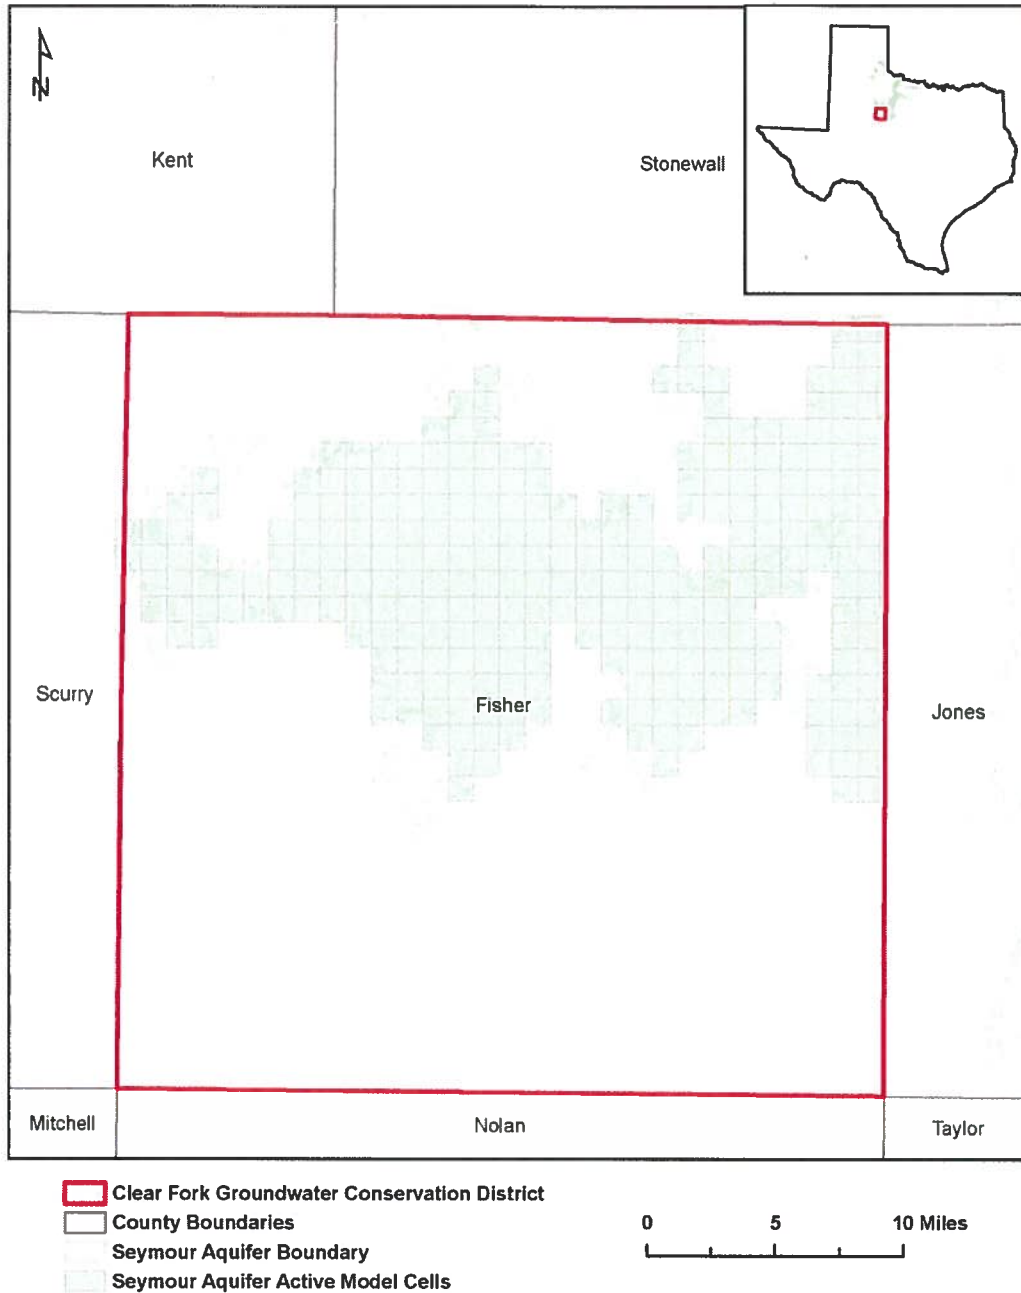 N
Kent
Stonewall
Scurry
Fisher
Jones
Mitchell
Nolan
Taylor
Clear Fork Groundwater Conservation District
County Boundaries
Seymour Aquifer Boundary
Seymour Aquifer Active Model Cells
0 5 10 Miles